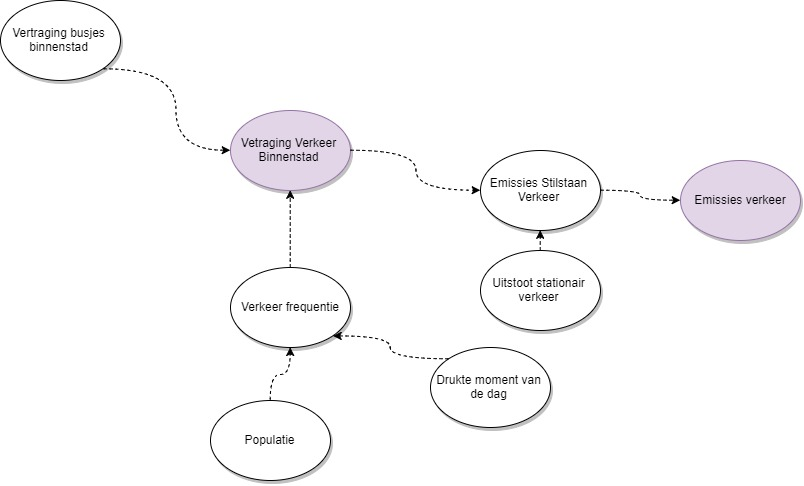 Vertraging busjes
binnenstad
Vetraging Verkeer
Binnenstad
Emissies Stilstaan
Verkeer
Emissies verkeer
Uitstoot stationair
verkeer
Verkeer frequentie
Drukte moment van
de dag
Populatie